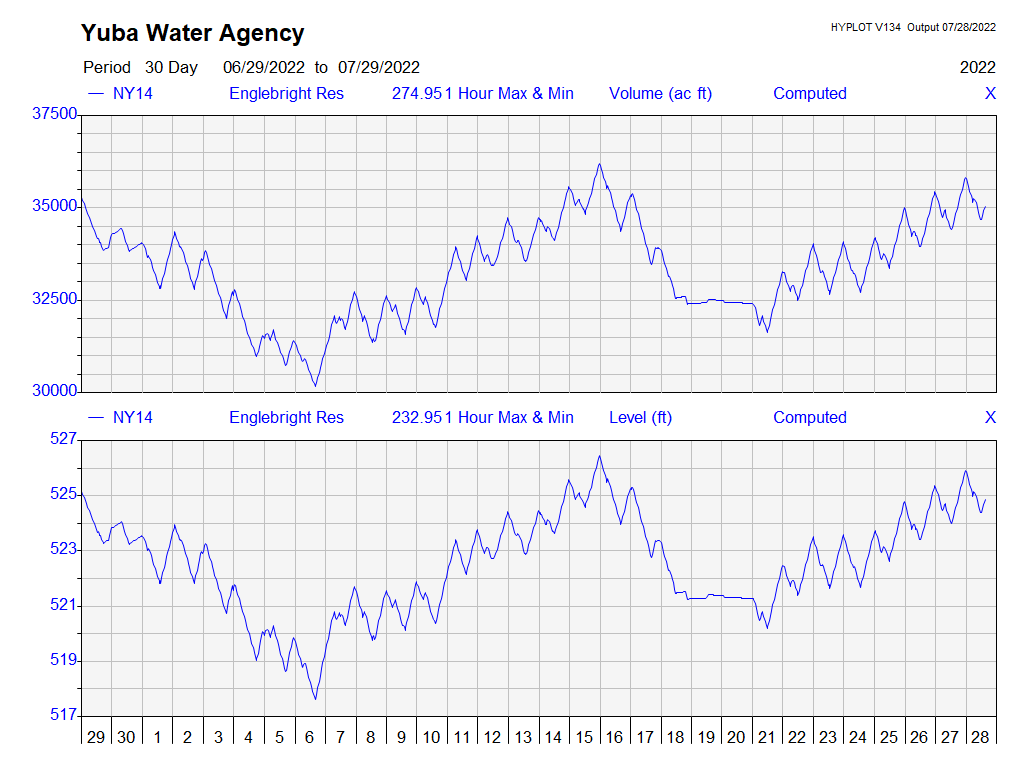 Yuba Water Agency
HYPLOT V134 Output 07/28/2022
Period 30 Day 06/29/2022 to 07/29/2022 2022
NY14 Englebright Res 274.951 Hour Max & Min Volume (ac ft) Computed X
37500
35000
32500
30000
NY14 Englebright Res 232.951 Hour Max & Min Level (ft) Computed X
527
525
523
521
519
517
29 30 1 2 3 4 5 6 7 8 9 10 11 12 13 14 15 16 17 18 19 20 21 22 23 24 25 26 27 28